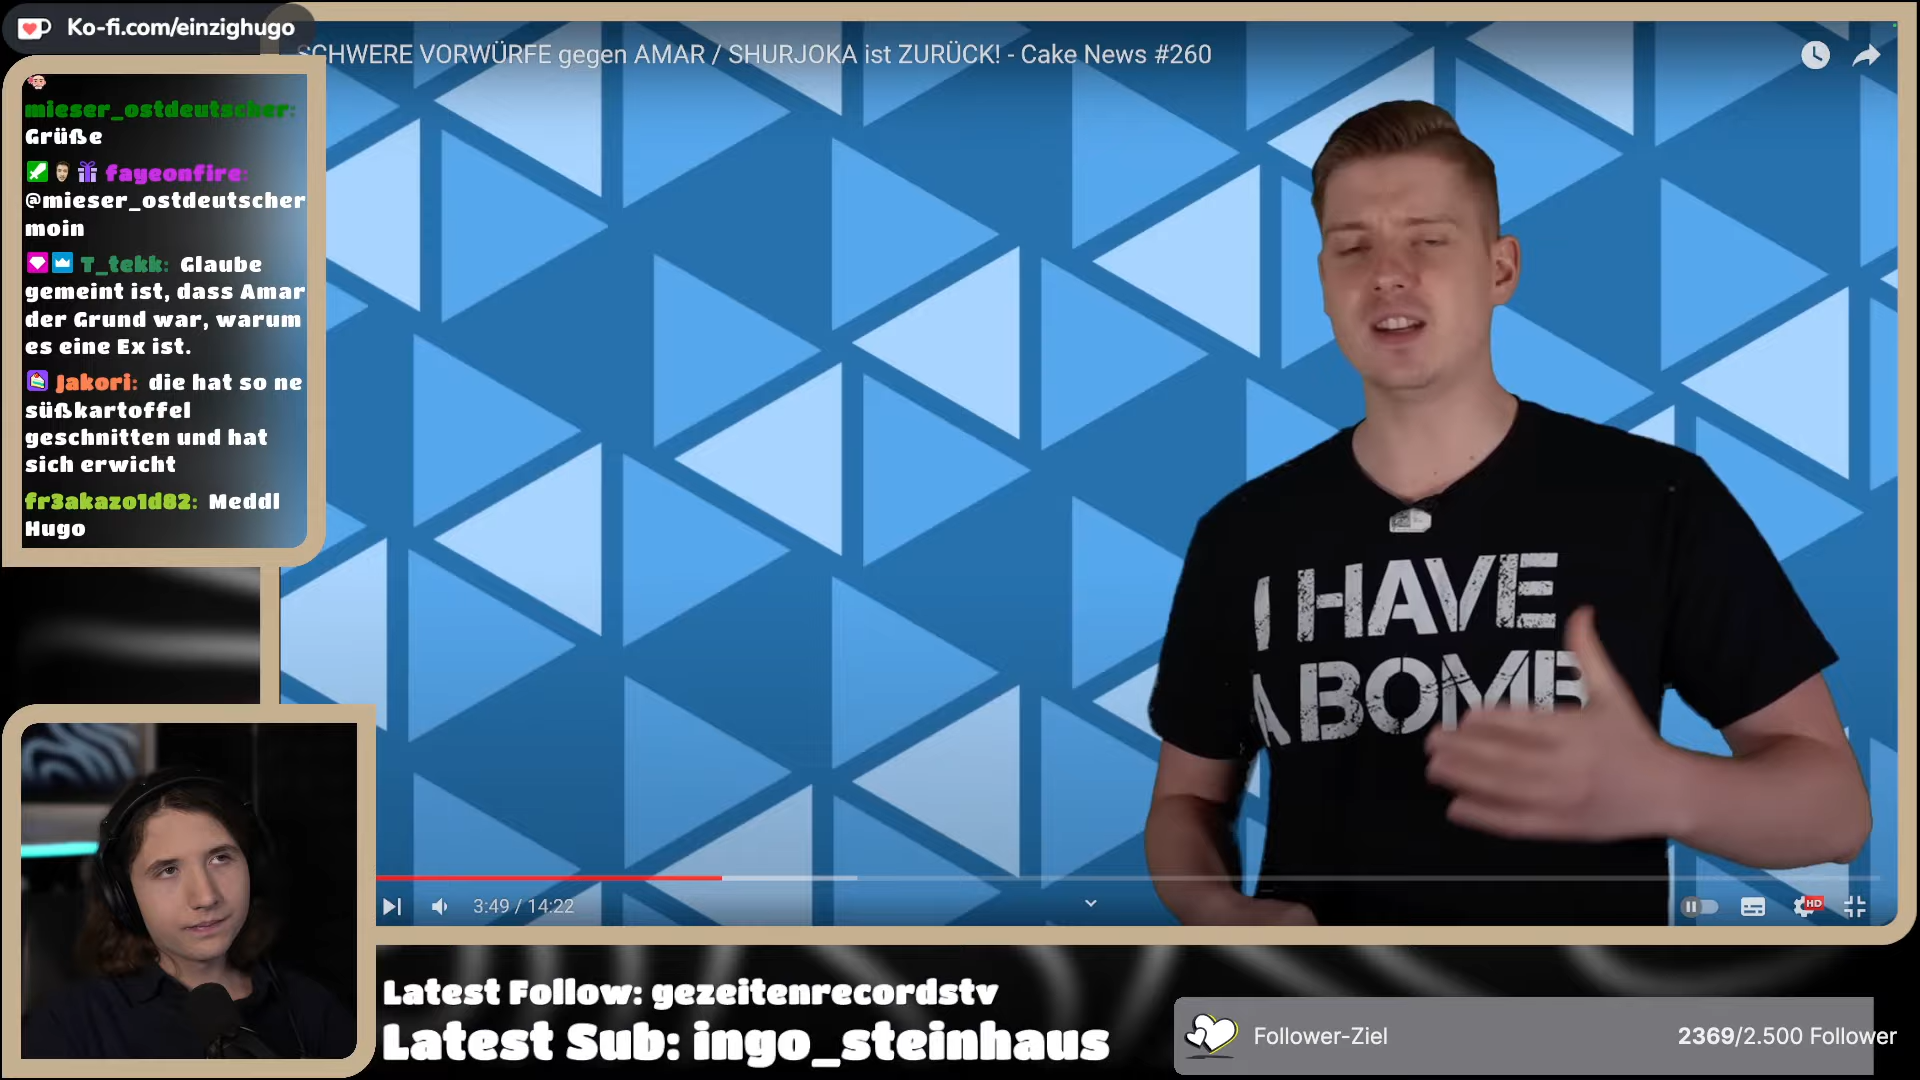 Ko-fi.com/einzighugo
SCHWERE VORWÜRFE gegen AMAR / SHURJOKA ist ZURÜCK! - Cake News #260
mieser_ostdeutscher:
Grüße
fayeonfire:
@mieser_ostdeutscher
moin
T_tekk: Glaube
gemeint ist, dass Amar
der Grund war, warum
es eine Ex ist.
Jakori: die hat so ne
süßkartoffel
geschnitten und hat
sich erwicht
fr3akazo1d82: Meddl
Hugo
I HAVE
A BOMB
3:49 / 14:22
HD
Latest Follow: gezeitenrecordstv
Latest Sub: ingo_steinhaus
Follower-Ziel
2369/2.500 Follower